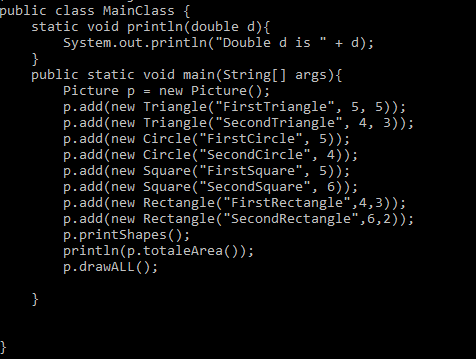 public class MainClass {
    static void println(double d){
        System.out.println("Double d is " + d);
    }
    public static void main(String[] args){
        Picture p = new Picture();
        p.add(new Triangle("FirstTriangle", 5, 5));
        p.add(new Triangle("SecondTriangle", 4, 3));
        p.add(new Circle("FirstCircle", 5));
        p.add(new Circle("SecondCircle", 4));
        p.add(new Square("FirstSquare", 5));
        p.add(new Square("SecondSquare", 6));
        p.add(new Rectangle("FirstRectangle",4,3));
        p.add(new Rectangle("SecondRectangle",6,2));
        p.printShapes();
        println(p.totaleArea());
        p.drawALL();
    }
}